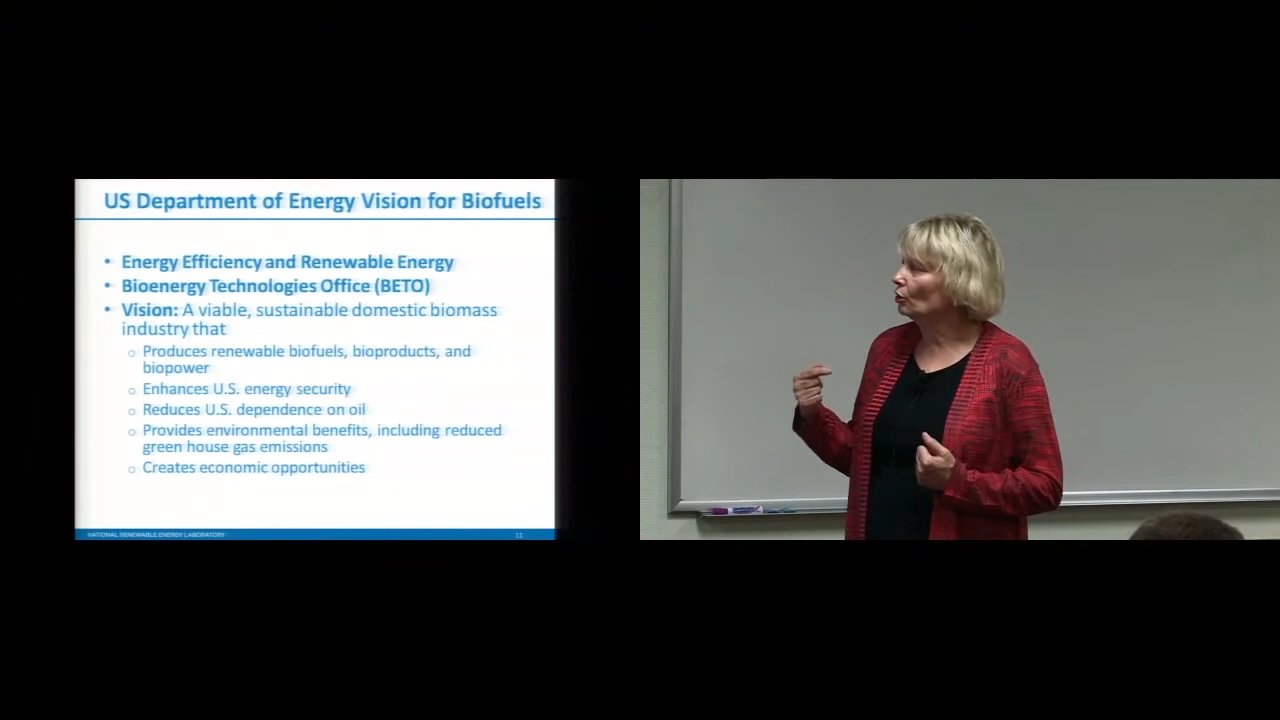 US Department of Energy Vision for Biofuels
• Energy Efficiency and Renewable Energy
• Bioenergy Technologies Office (BETO)
• Vision: A viable, sustainable domestic biomass
industry that
o Produces renewable biofuels, bioproducts, and
biopower
o Enhances U.S. energy security
o Reduces U.S. dependence on oil
o Provides environmental benefits, including reduced
green house gas emissions
o Creates economic opportunities
NATIONAL RENEWABLE ENERGY LABORATORY
11